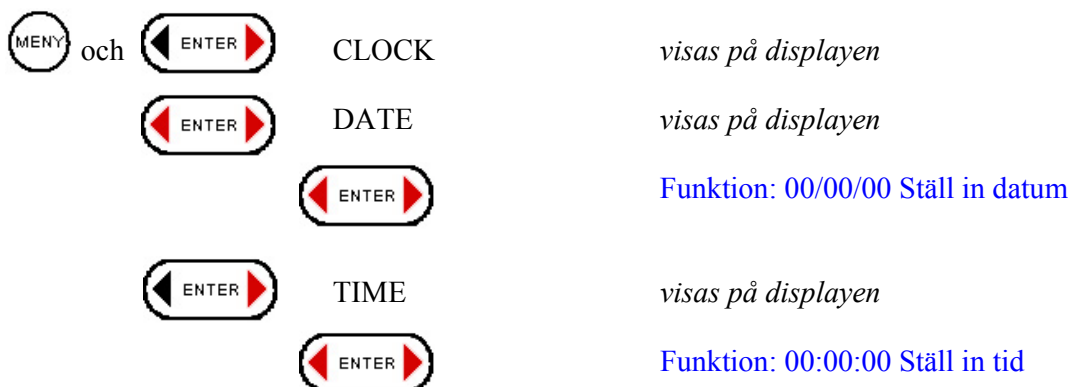 MENY och ENTER CLOCK visas på displayen
ENTER DATE visas på displayen
ENTER Funktion: 00/00/00 Ställ in datum
ENTER TIME visas på displayen
ENTER Funktion: 00:00:00 Ställ in tid